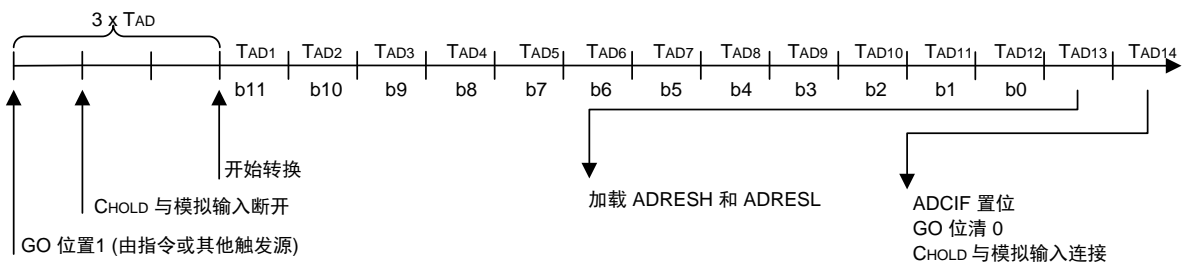 3 x TAD
TAD1 TAD2 TAD3 TAD4 TAD5 TAD6 TAD7 TAD8 TAD9 TAD10 TAD11 TAD12 TAD13 TAD14
b11 b10 b9 b8 b7 b6 b5 b4 b3 b2 b1 b0
开始转换
CHOLD 与模拟输入断开
GO 位置1 (由指令或其他触发源)
加载 ADRESH 和 ADRESL
ADCIF 置位
GO 位清 0
CHOLD 与模拟输入连接